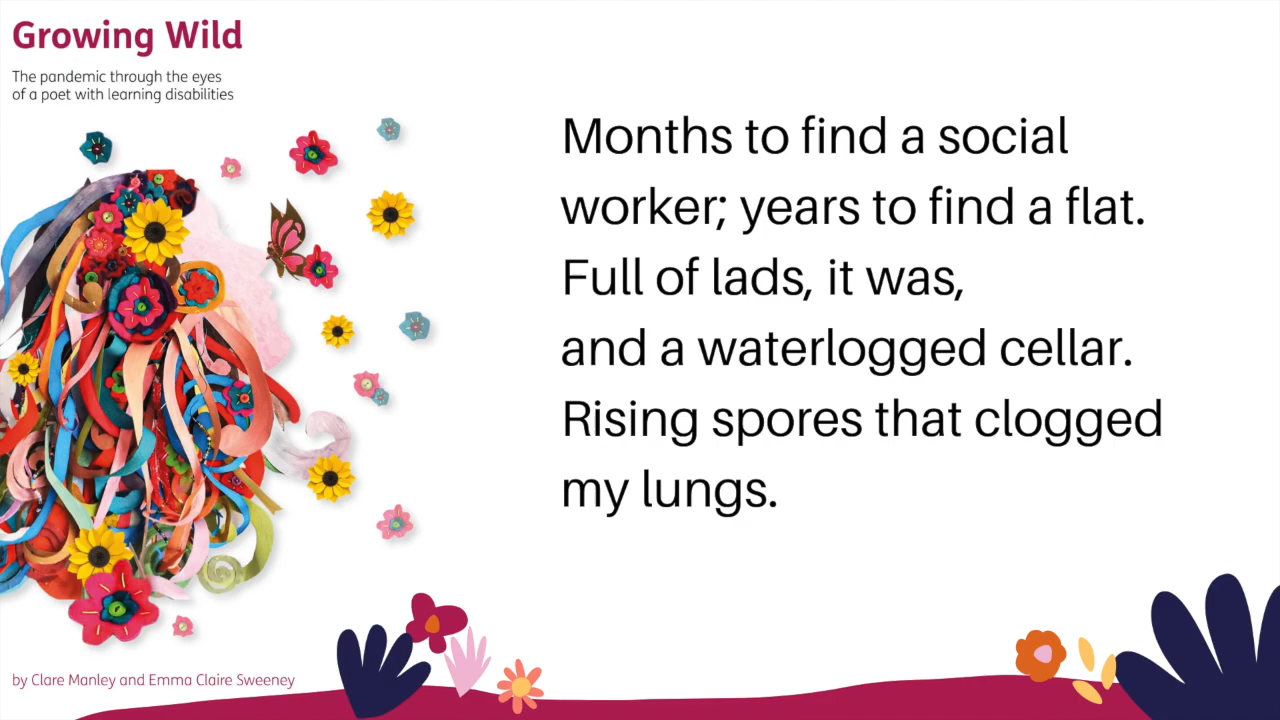 Growing Wild
The pandemic through the eyes
of a poet with learning disabilities
Months to find a social
worker; years to find a flat.
Full of lads, it was,
and a waterlogged cellar.
Rising spores that clogged
my lungs.
by Clare Manley and Emma Claire Sweeney